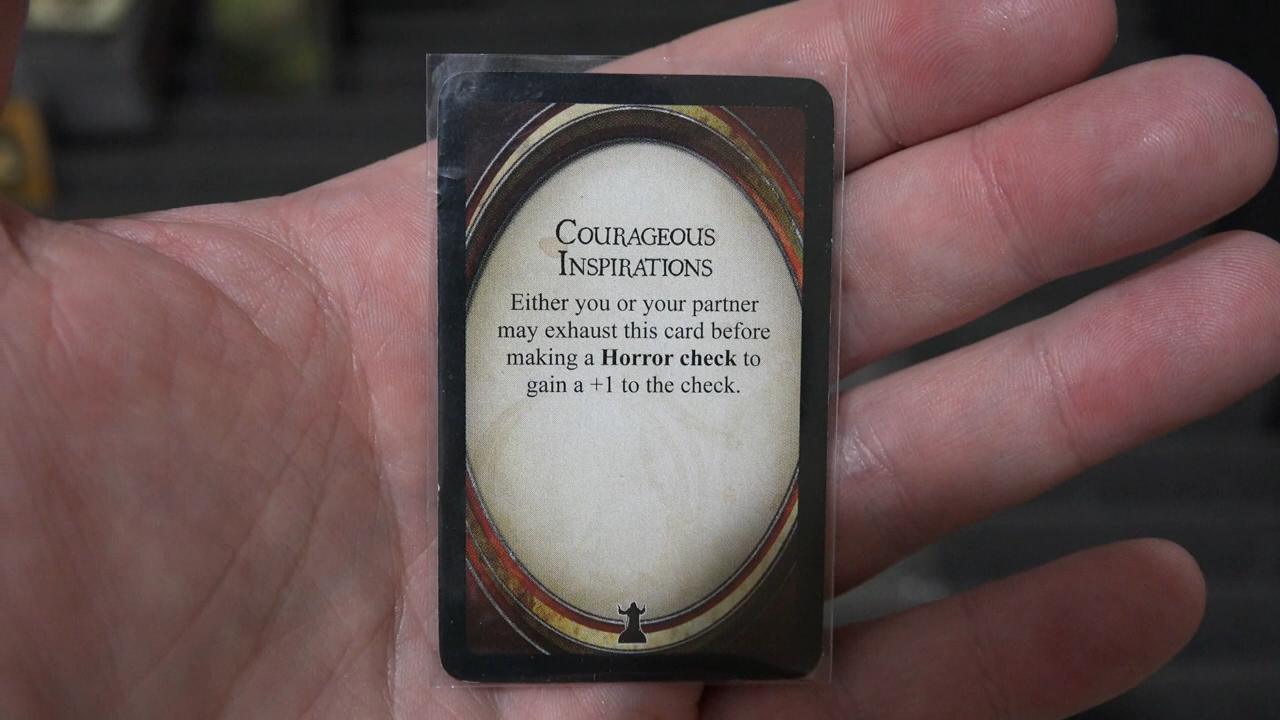 COURAGEOUS
INSPIRATIONS
Either you or your partner
may exhaust this card before
making a Horror check to
gain a +1 to the check.